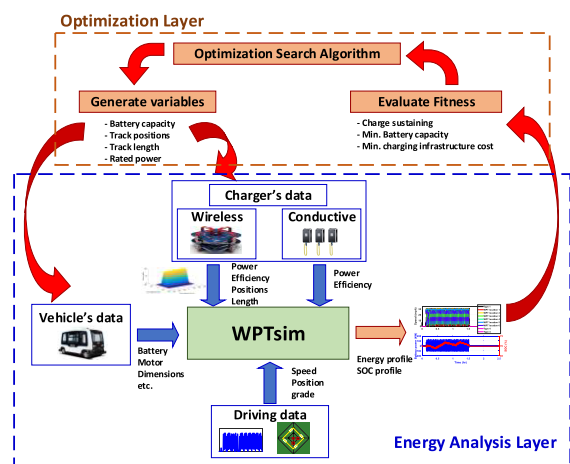 Optimization Layer
Optimization Search Algorithm
Generate variables
- Battery capacity
- Track positions
- Track length
- Rated power
Evaluate Fitness
- Charge sustaining
- Min. Battery capacity
- Min. charging infrastructure cost
Charger's data
Wireless
Conductive
Power
Efficiency
Positions
Length
Power
Efficiency
Vehicle's data
WPTsim
Battery
Motor
Dimensions
etc.
Energy profile
SOC profile
Speed
Position
grade
Driving data
Energy Analysis Layer